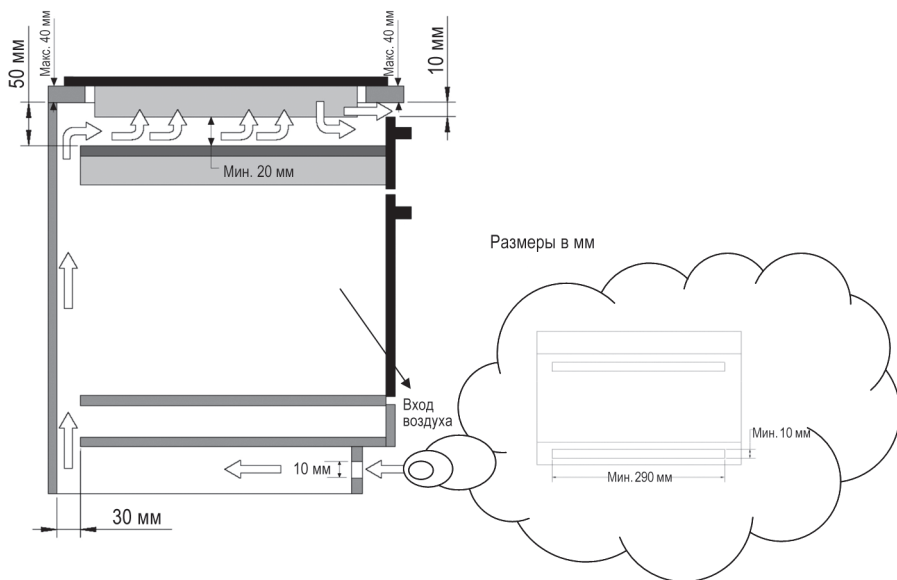 Макс. 40 мм
50 мм
Макс. 40 мм
10 мм
Мин. 20 мм
Размеры в мм
Вход
воздуха
10 мм
30 мм
Мин. 10 мм
Мин. 290 мм